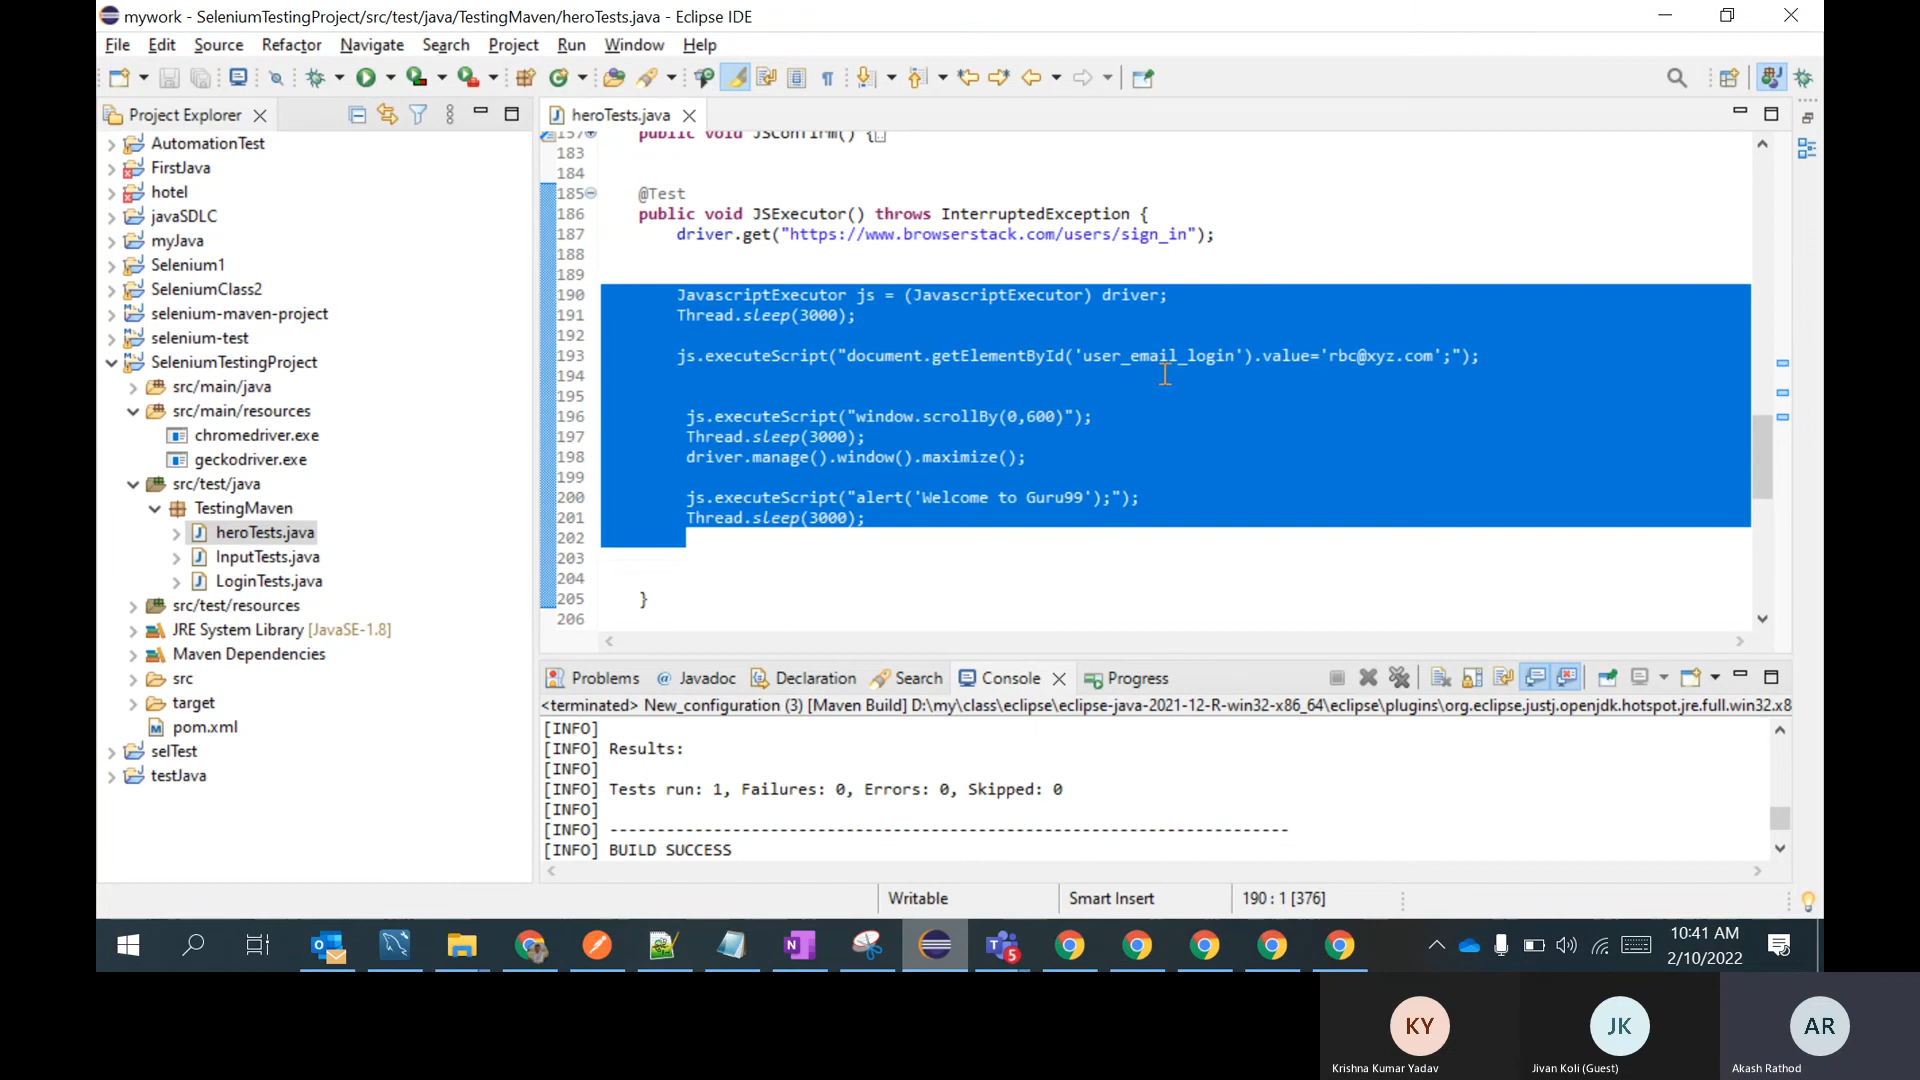 mywork - SeleniumTestingProject/src/test/java/TestingMaven/heroTests.java - Eclipse IDE
File Edit Source Refactor Navigate Search Project Run Window Help
Project Explorer
AutomationTest
FirstJava
hotel
javaSDLC
myJava
Selenium1
SeleniumClass2
selenium-maven-project
selenium-test
SeleniumTestingProject
src/main/java
src/main/resources
chromedriver.exe
geckodriver.exe
src/test/java
TestingMaven
heroTests.java
InputTests.java
LoginTests.java
src/test/resources
JRE System Library [JavaSE-1.8]
Maven Dependencies
src
target
pom.xml
selTest
testJava
heroTests.java
157 public void JSConfirm() {
183
184
185 @Test
186 public void JSExecutor() throws InterruptedException {
187 driver.get("https://www.browserstack.com/users/sign_in");
188
189
190 JavascriptExecutor js = (JavascriptExecutor) driver;
191 Thread.sleep(3000);
192
193 js.executeScript("document.getElementById('user_email_login').value='rbc@xyz.com';");
194
195
196 js.executeScript("window.scrollBy(0,600)");
197 Thread.sleep(3000);
198 driver.manage().window().maximize();
199
200 js.executeScript("alert('Welcome to Guru99');");
201 Thread.sleep(3000);
202
203
204
205 }
206
Problems Javadoc Declaration Search Console Progress
<terminated> New_configuration (3) [Maven Build] D:\my\class\eclipse\eclipse-java-2021-12-R-win32-x86_64\eclipse\plugins\org.eclipse.justj.openjdk.hotspot.jre.full.win32.x8
[INFO]
[INFO] Results:
[INFO]
[INFO] Tests run: 1, Failures: 0, Errors: 0, Skipped: 0
[INFO]
[INFO] ------------------------------------------------------------------------
[INFO] BUILD SUCCESS
Writable Smart Insert 190 : 1 [376]
10:41 AM
2/10/2022
KY JK AR
Krishna Kumar Yadav Jivan Koli (Guest) Akash Rathod